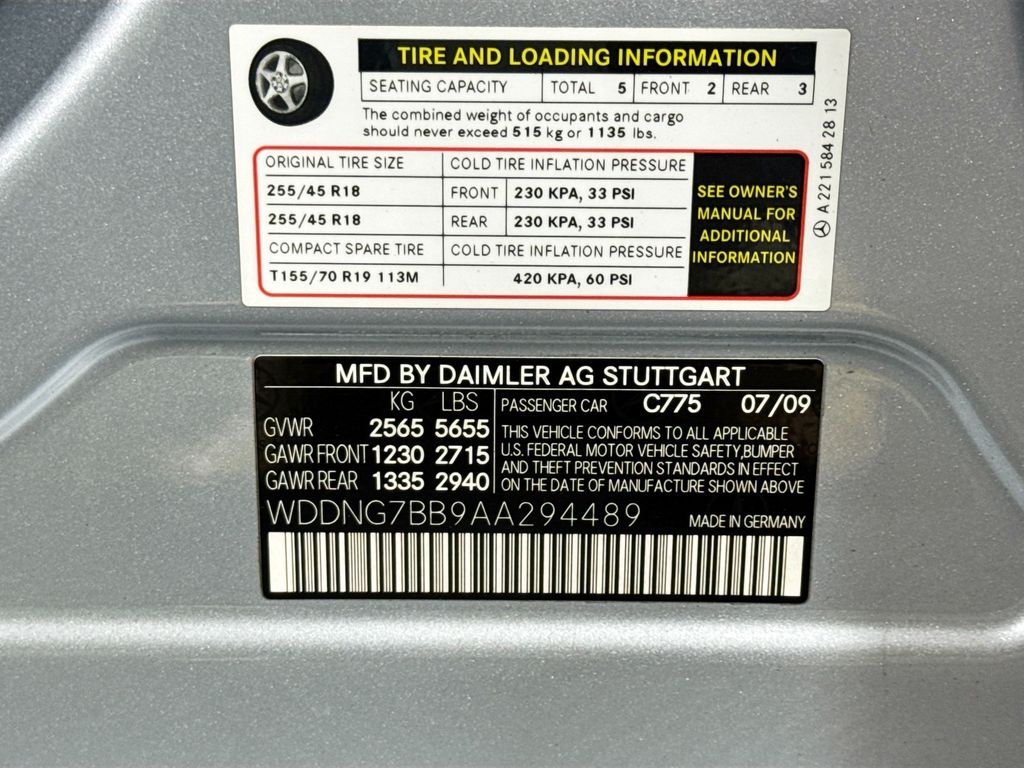 TIRE AND LOADING INFORMATION
SEATING CAPACITY TOTAL 5 FRONT 2 REAR 3
The combined weight of occupants and cargo
should never exceed 515 kg or 1135 lbs.
ORIGINAL TIRE SIZE COLD TIRE INFLATION PRESSURE
255/45 R18 FRONT 230 KPA, 33 PSI
255/45 R18 REAR 230 KPA, 33 PSI
COMPACT SPARE TIRE COLD TIRE INFLATION PRESSURE
T155/70 R19 113M 420 KPA, 60 PSI
SEE OWNER'S
MANUAL FOR
ADDITIONAL
INFORMATION
A 221 584 28 13
MFD BY DAIMLER AG STUTTGART
KG LBS
GVWR 2565 5655
GAWR FRONT 1230 2715
GAWR REAR 1335 2940
PASSENGER CAR C775 07/09
THIS VEHICLE CONFORMS TO ALL APPLICABLE
U.S. FEDERAL MOTOR VEHICLE SAFETY,BUMPER
AND THEFT PREVENTION STANDARDS IN EFFECT
ON THE DATE OF MANUFACTURE SHOWN ABOVE
WDDNG7BB9AA294489 MADE IN GERMANY